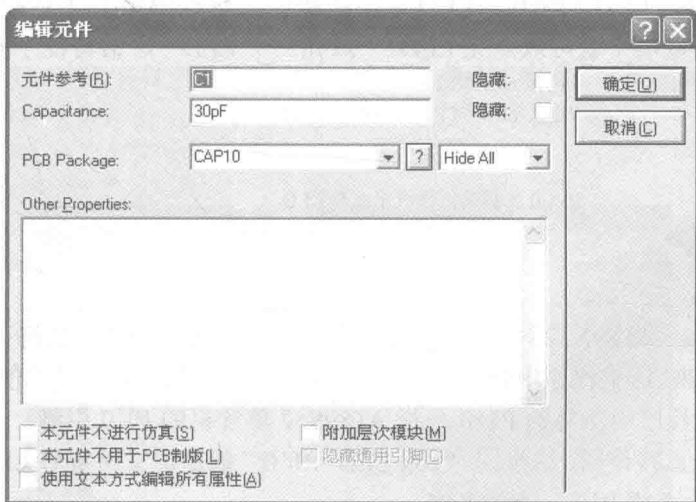 编辑元件
元件参考(R): C1 隐藏: 确定(O)
Capacitance: 30pF 隐藏: 取消(C)
PCB Package: CAP10 ? Hide All
Other Properties:
本元件不进行仿真(S) 附加层次模块(M)
本元件不用于PCB制版(L) 隐藏通用引脚(C)
使用文本方式编辑所有属性(A)